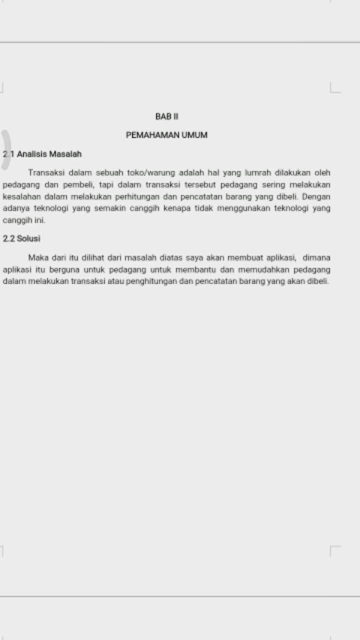 BAB II
PEMAHAMAN UMUM
2.1 Analisis Masalah
Transaksi dalam sebuah toko/warung adalah hal yang lumrah dilakukan oleh
pedagang dan pembeli, tapi dalam transaksi tersebut pedagang sering melakukan
kesalahan dalam melakukan perhitungan dan pencatatan barang yang dibeli. Dengan
adanya teknologi yang semakin canggih kenapa tidak menggunakan teknologi yang
canggih ini.
2.2 Solusi
Maka dari itu dilihat dari masalah diatas saya akan membuat aplikasi, dimana
aplikasi itu berguna untuk pedagang untuk membantu dan memudahkan pedagang
dalam melakukan transaksi atau penghitungan dan pencatatan barang yang akan dibeli.